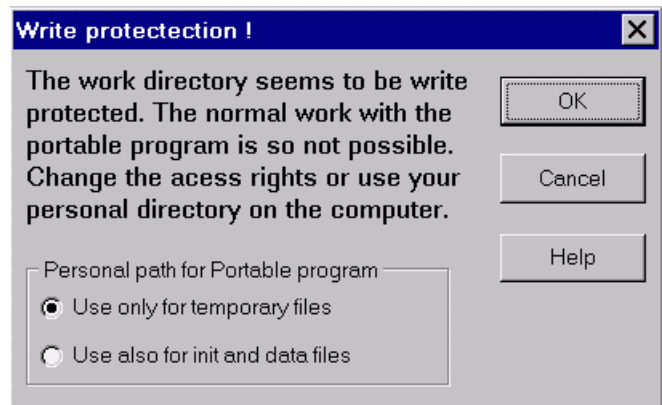 Write protectection !
The work directory seems to be write
protected. The normal work with the
portable program is so not possible.
Change the acess rights or use your
personal directory on the computer.
OK
Cancel
Help
Personal path for Portable program
Use only for temporary files
Use also for init and data files